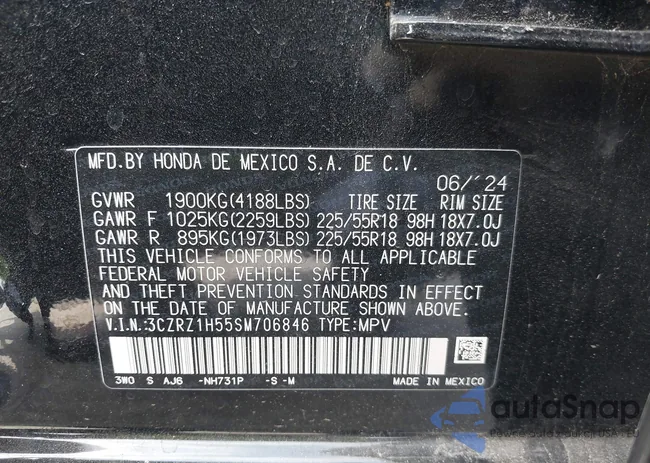 MFD.BY HONDA DE MEXICO S.A. DE C.V.
06/'24
GVWR 1900KG(4188LBS) TIRE SIZE RIM SIZE
GAWR F 1025KG(2259LBS) 225/55R18 98H 18X7.0J
GAWR R 895KG(1973LBS) 225/55R18 98H 18X7.0J
THIS VEHICLE CONFORMS TO ALL APPLICABLE
FEDERAL MOTOR VEHICLE SAFETY
AND THEFT PREVENTION STANDARDS IN EFFECT
ON THE DATE OF MANUFACTURE SHOWN ABOVE.
V.I.N:3CZRZ1H55SM706846 TYPE:MPV
3W0 S AJ6 -NH731P -S -M MADE IN MEXICO
autoSnap